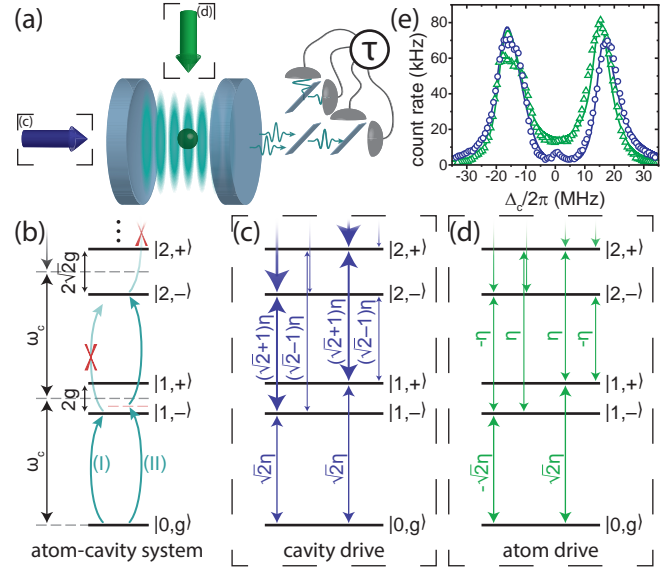 (a)
(d)
τ
(c)
(e)
count rate (kHz)
80
60
40
20
0
-30 -20 -10 0 10 20 30
Δc/2π (MHz)
(b)
ωc
ωc
2√2g
2g
X
X
(I)
(II)
|2,+⟩
|2,-⟩
|1,+⟩
|1,-⟩
|0,g⟩
atom-cavity system
(c)
(√2+1)η
(√2-1)η
(√2+1)η
(√2-1)η
√2η
√2η
|2,+⟩
|2,-⟩
|1,+⟩
|1,-⟩
|0,g⟩
cavity drive
(d)
-η
η
η
-η
-√2η
√2η
|2,+⟩
|2,-⟩
|1,+⟩
|1,-⟩
|0,g⟩
atom drive